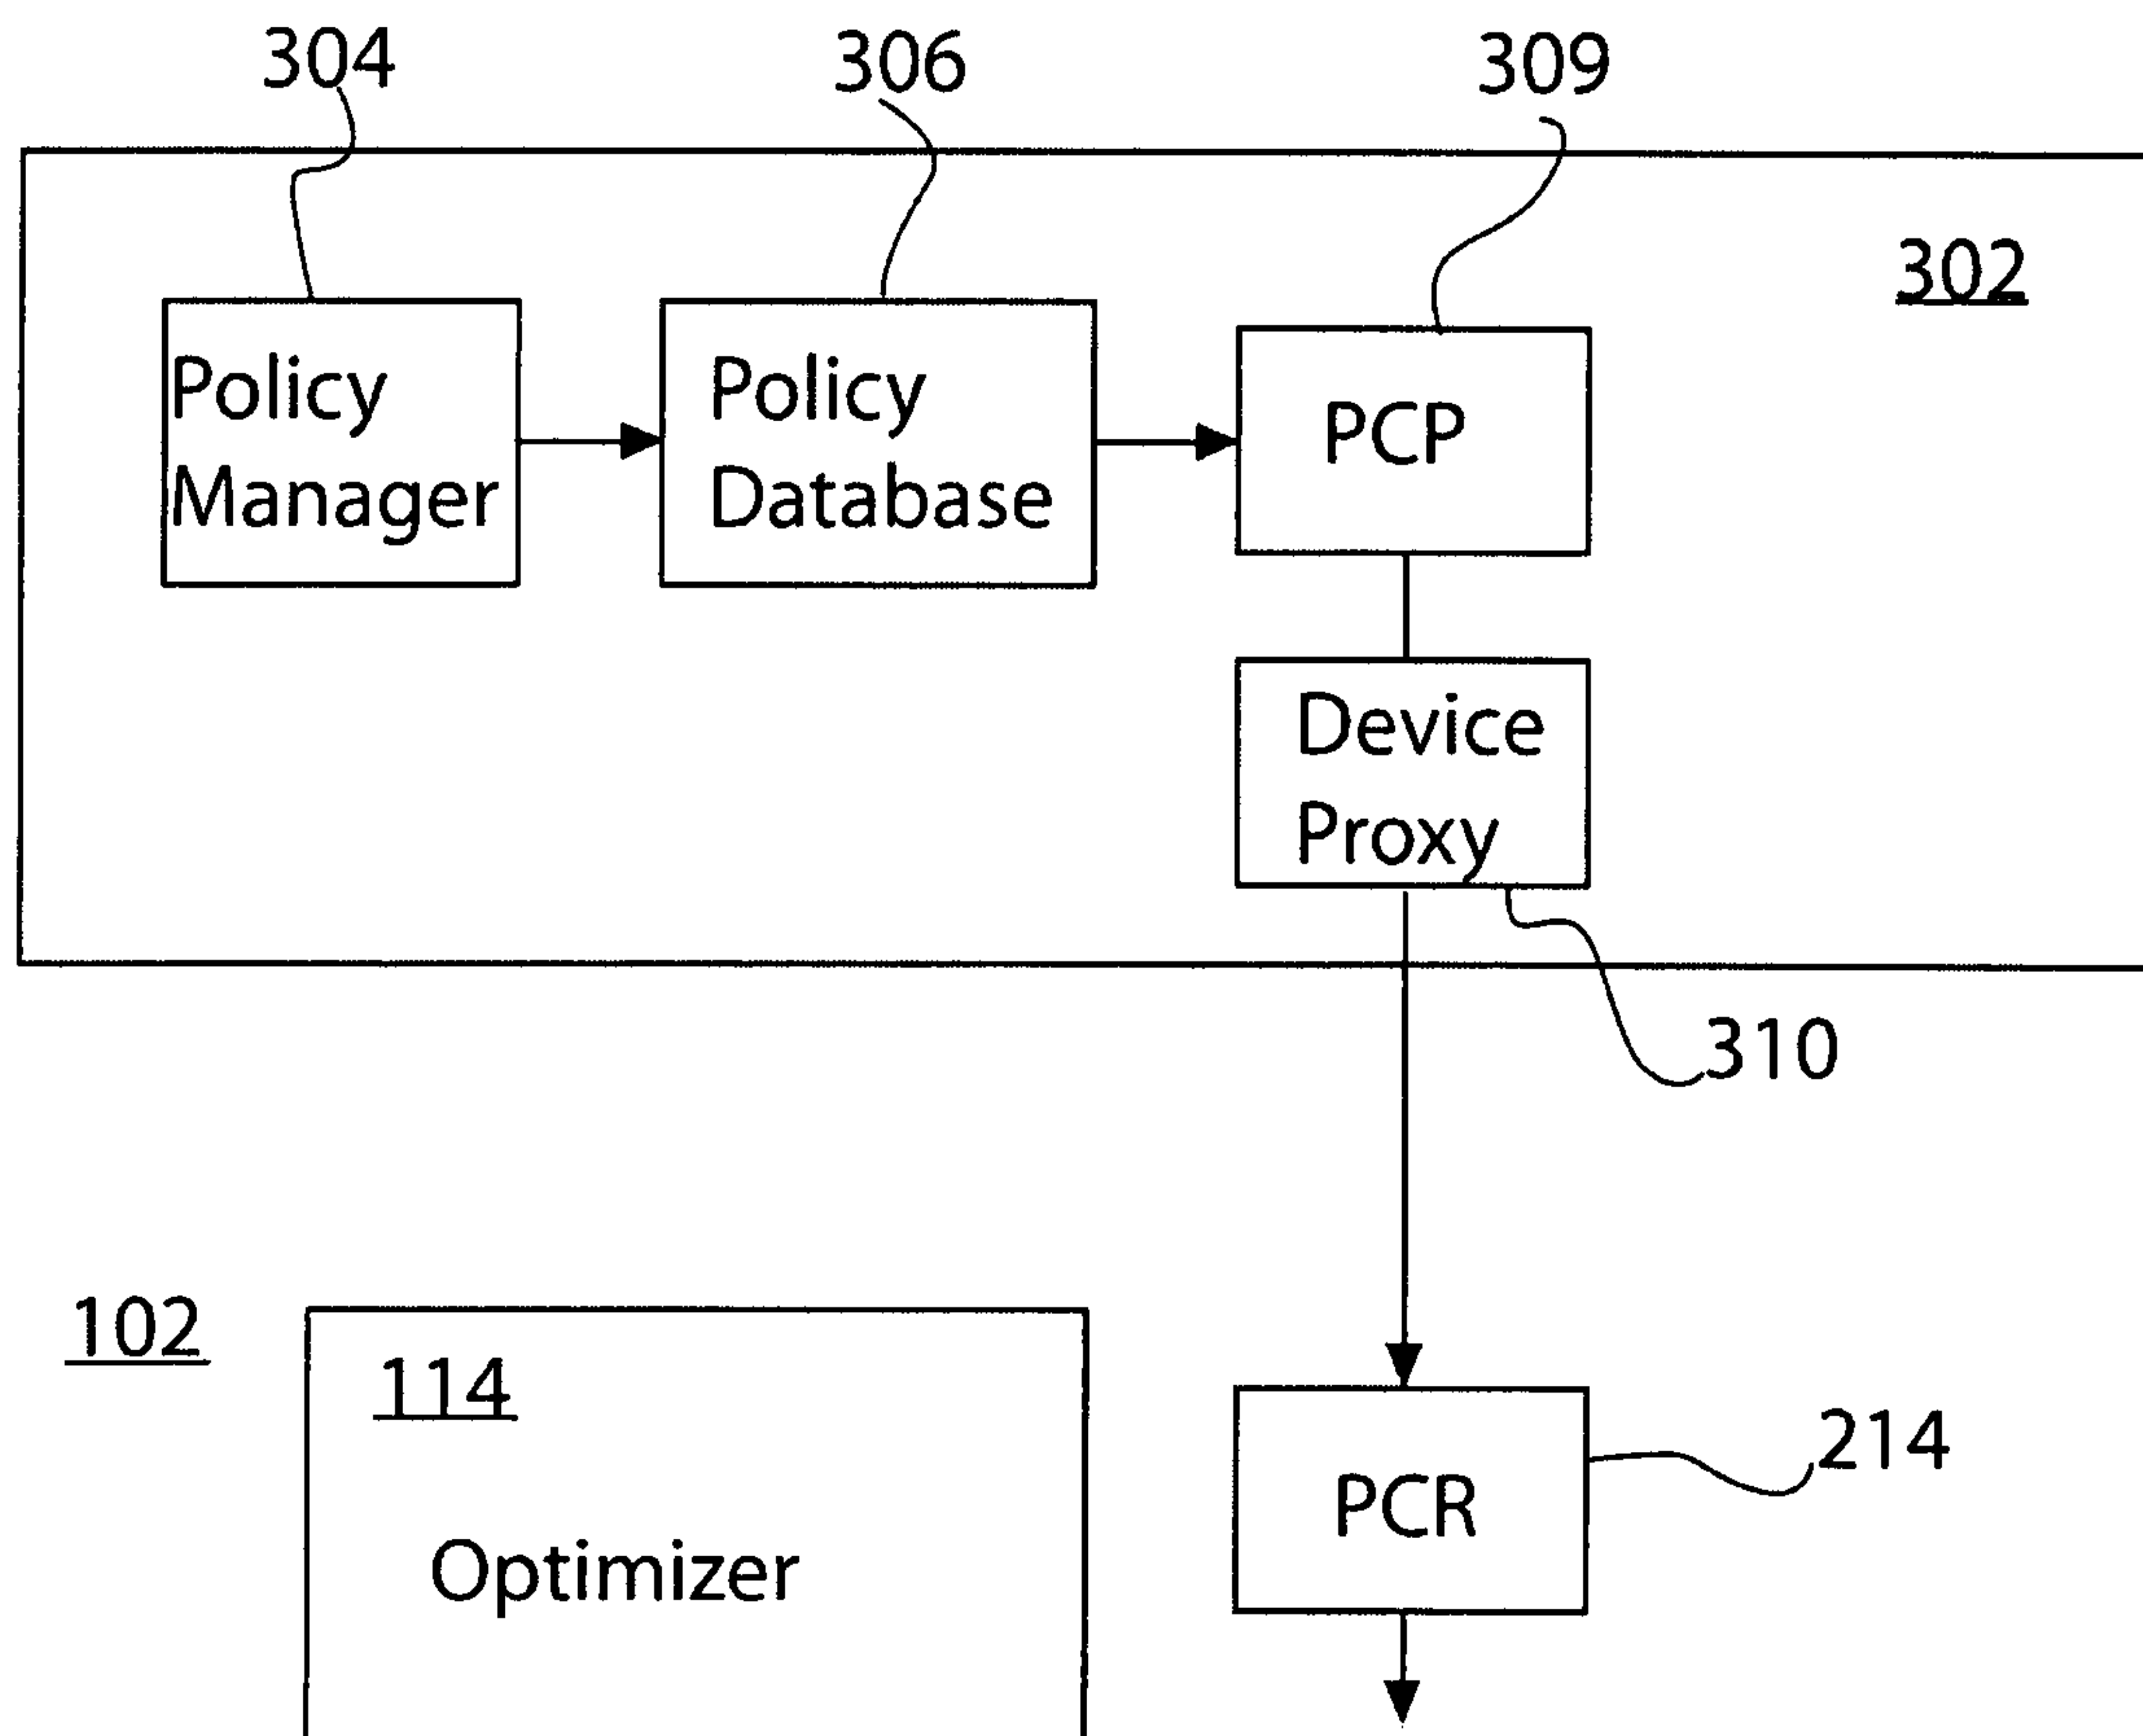 304
306
309
302
Policy
Manager
Policy
Database
PCP
Device
Proxy
310
102
114
Optimizer
PCR
214